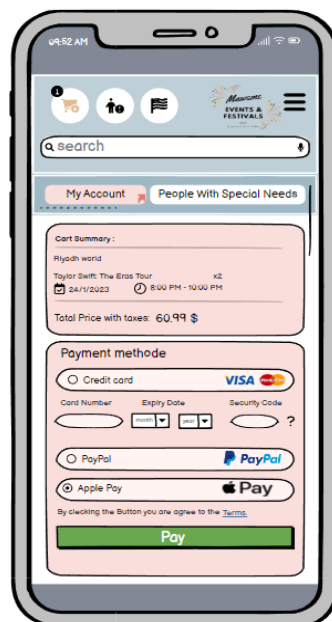 09:52 AM
1
Mawsime
EVENTS &
FESTIVALS
search
My Account
People With Special Needs
Cart Summary :
Riyadh world
Taylor Swift: The Eras Tour x2
24/1/2023 8:00 PM - 10:00 PM
Total Price with taxes: 60.99 $
Payment methode
Credit card VISA MasterCard
Card Number Expiry Date Security Code
month year ?
PayPal PayPal
Apple Pay Pay
By clecking the Button you are agree to the Terms.
Pay